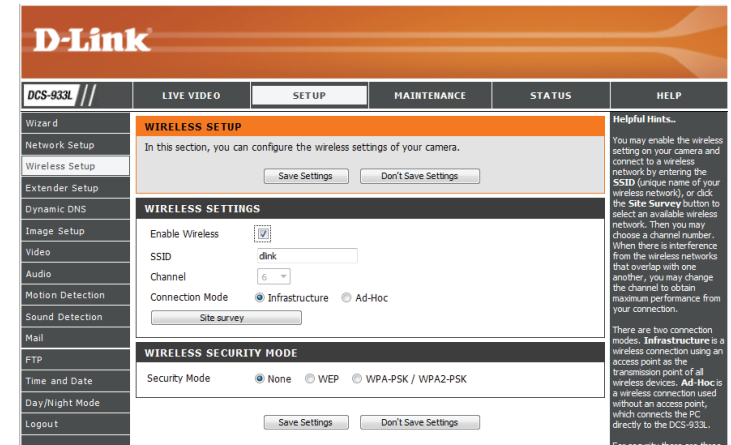 D-Link
DCS-933L // LIVE VIDEO SETUP MAINTENANCE STATUS HELP
Wizard
Network Setup
Wireless Setup
Extender Setup
Dynamic DNS
Image Setup
Video
Audio
Motion Detection
Sound Detection
Mail
FTP
Time and Date
Day/Night Mode
Logout
WIRELESS SETUP
In this section, you can configure the wireless settings of your camera.
Save Settings Don't Save Settings
WIRELESS SETTINGS
Enable Wireless
SSID dlink
Channel 6
Connection Mode Infrastructure Ad-Hoc
Site survey
WIRELESS SECURITY MODE
Security Mode None WEP WPA-PSK / WPA2-PSK
Save Settings Don't Save Settings
Helpful Hints..
You may enable the wireless
setting on your camera and
connect to a wireless
network by entering the
SSID (unique name of your
wireless network), or click
the Site Survey button to
select an available wireless
network. Then you may
choose a channel number.
When there is interference
from the wireless networks
that overlap with one
another, you may change
the channel to obtain
maximum performance from
your connection.
There are two connection
modes. Infrastructure is a
wireless connection using an
access point as the
transmission point of all
wireless devices. Ad-Hoc is
a wireless connection used
without an access point,
which connects the PC
directly to the DCS-933L.